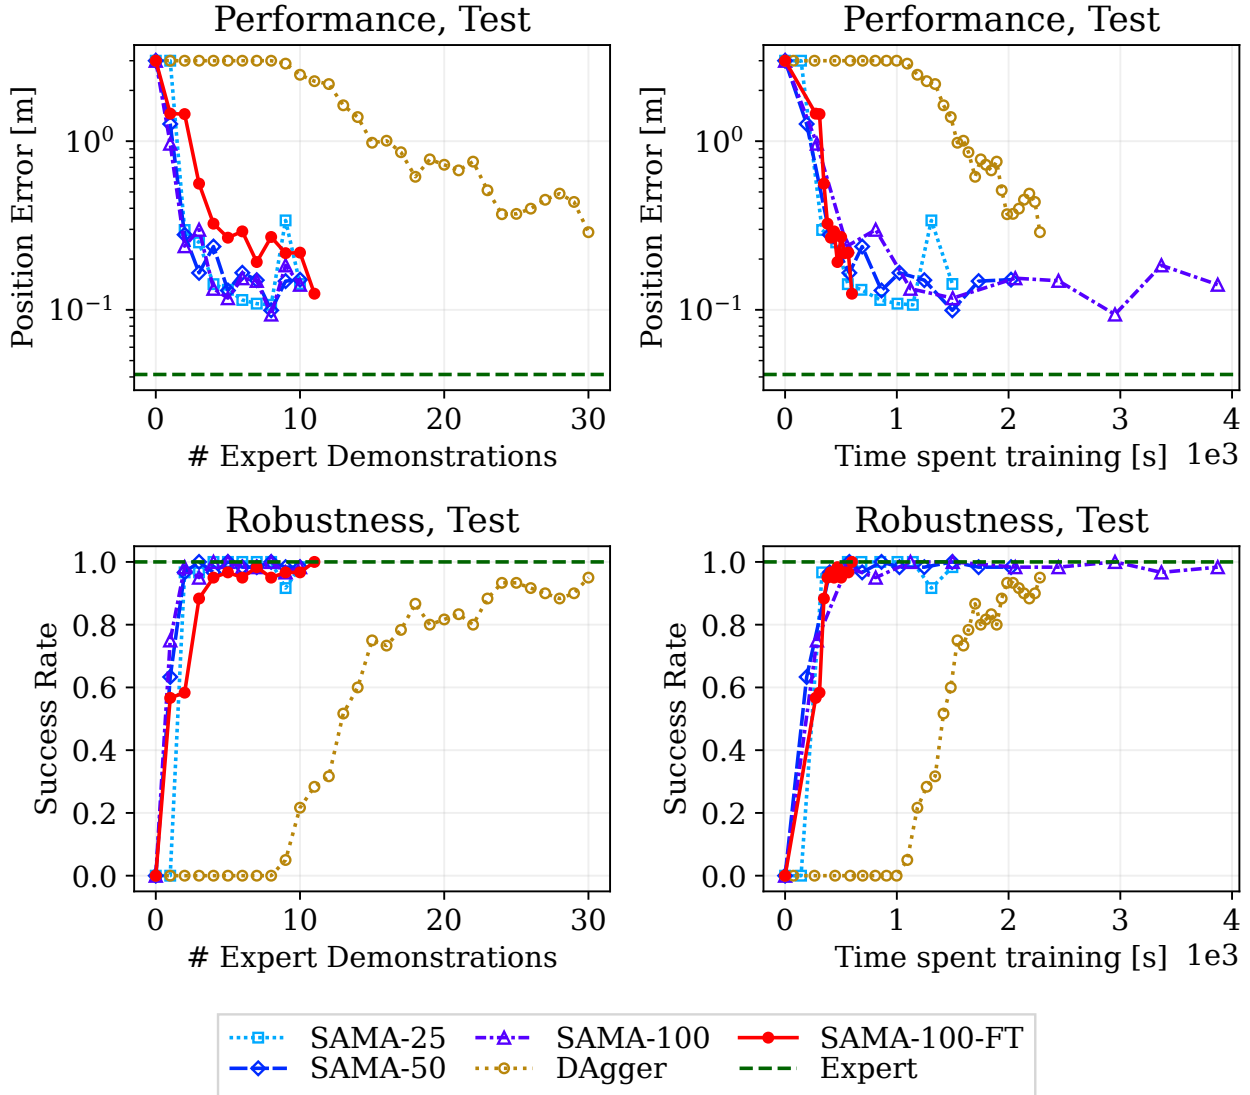 Performance, Test
Position Error [m]
10^0
10^-1
0 10 20 30
# Expert Demonstrations
Performance, Test
Position Error [m]
10^0
10^-1
0 1 2 3 4
Time spent training [s] 1e3
Robustness, Test
Success Rate
1.0
0.8
0.6
0.4
0.2
0.0
0 10 20 30
# Expert Demonstrations
Robustness, Test
Success Rate
1.0
0.8
0.6
0.4
0.2
0.0
0 1 2 3 4
Time spent training [s] 1e3
SAMA-25 SAMA-100 SAMA-100-FT
SAMA-50 DAgger Expert